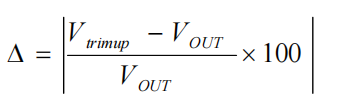 Δ = | (V_trimup − V_OUT) / V_OUT × 100 |